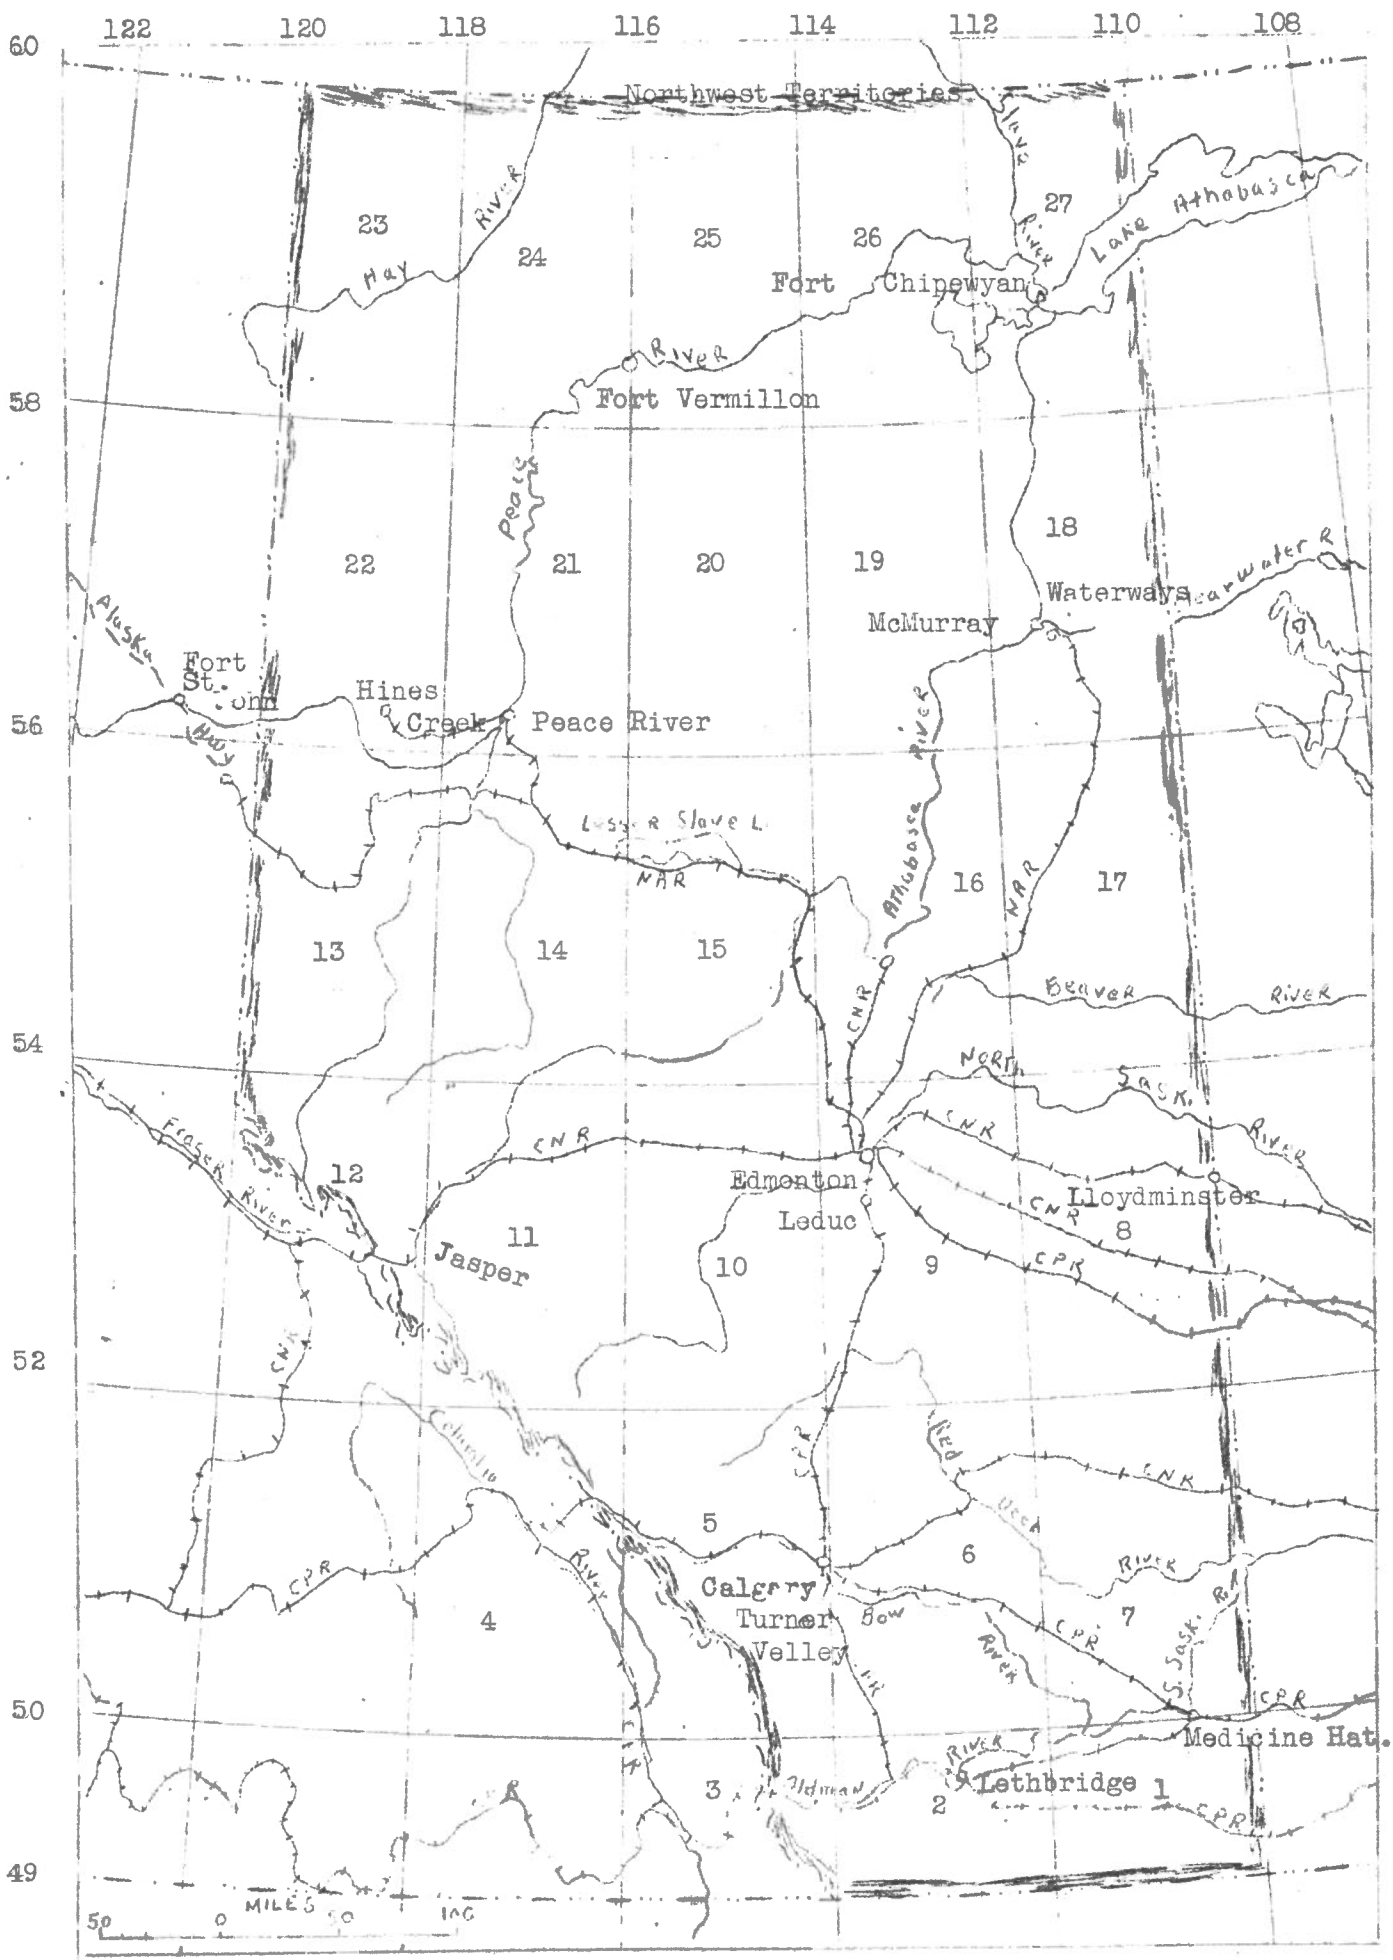 122 120 118 116 114 112 110 108
60
Northwest Territories
Slave
River
27
Lake Athabasca
23
River
24
25
26
Hay
Fort Chipewyan
River
58
Fort Vermillon
Peace
18
22
21
20
19
Waterways
McMurray
Alaska
Fort
St.
Hwy
Hines
Creek
Peace River
56
Athabasca River
Lesser Slave L.
NAR
16
NAR
17
13
14
15
Beaver River
CNR
54
North Sask. River
CNR
Fraser River
12
CNR
Edmonton
Leduc
Lloydminster
CNR
8
11
Jasper
10
9
CPR
52
CNR
Columbia
CPR
Red
CNR
Deer
5
6
River
CPR
River
Calgary
Turner
Velley
Bow
River
CPR
7
S. Sask. R.
4
50
CPR
Medicine Hat.
River
3
Oldman
2
Lethbridge
1
CPR
49
MILES
50 0 50 100